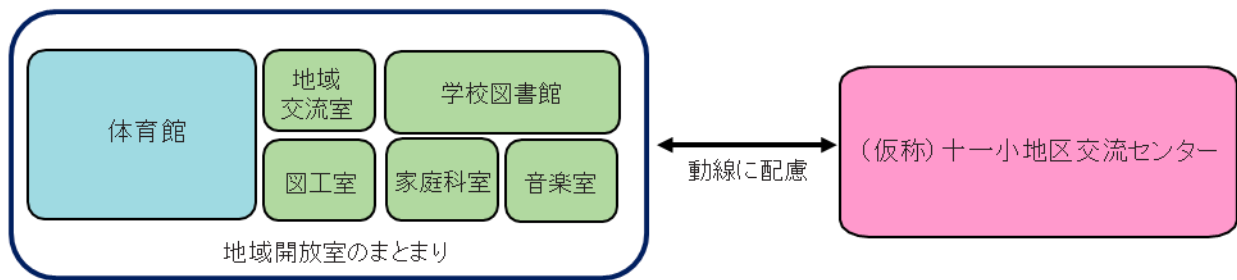 体育館
地域
交流室
学校図書館
図工室
家庭科室
音楽室
地域開放室のまとまり
動線に配慮
(仮称)十一小地区交流センター